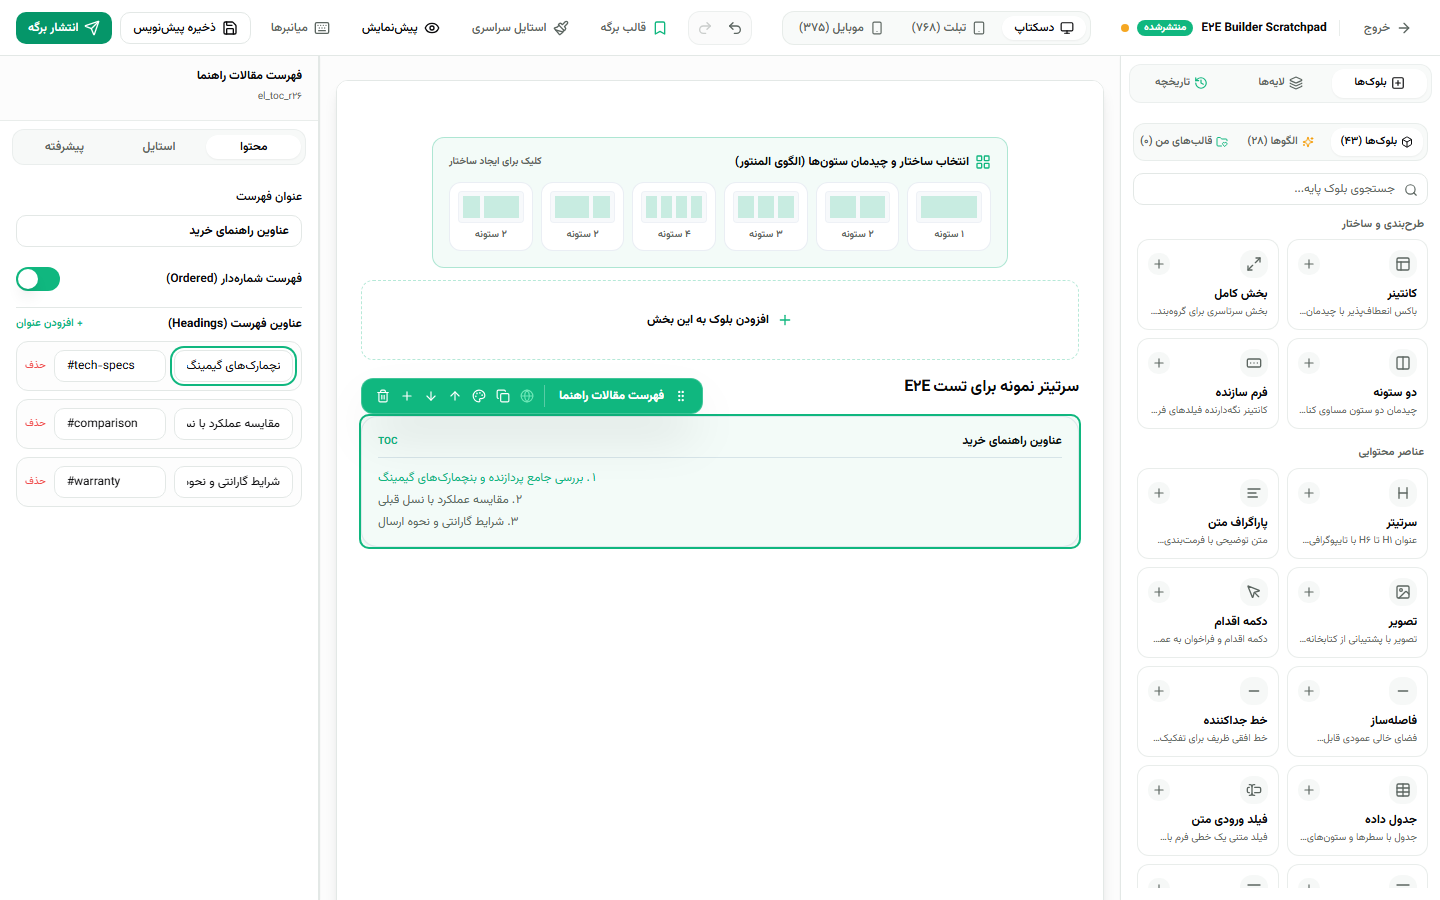 خروج
E2E Builder Scratchpad
منتشرشده
دسکتاپ
تبلت (۷۶۸)
موبایل (۳۷۵)
قالب برگه
استایل سراسری
پیش‌نمایش
میانبرها
ذخیره پیش‌نویس
انتشار برگه
بلوک‌ها
لایه‌ها
تاریخچه
بلوک‌ها (۴۳)
الگوها (۲۸)
قالب‌های من (۰)
جستجوی بلوک پایه...
طرح‌بندی و ساختار
کانتینر
باکس انعطاف‌پذیر با چیدمان...
بخش کامل
بخش سرتاسری برای گروه‌بند...
دو ستونه
چیدمان دو ستون مساوی کنا...
فرم سازنده
کانتینر نگه‌دارنده فیلدهای فر...
عناصر محتوایی
سرتیتر
عنوان H۱ تا H۶ با تایپوگرافی...
پاراگراف متن
متن توضیحی با فرمت‌بندی...
تصویر
تصویر با پشتیبانی از کتابخانه...
دکمه اقدام
دکمه اقدام و فراخوان به عمـ...
فاصله‌ساز
فضای خالی عمودی قابل...
خط جداکننده
خط افقی ظریف برای تفکیک...
جدول داده
جدول با سطرها و ستون‌های...
فیلد ورودی متن
فیلد متنی یک خطی فرم با...
انتخاب ساختار و چیدمان ستون‌ها (الگوی المنتور)
کلیک برای ایجاد ساختار
۱ ستونه
۲ ستونه
۳ ستونه
۴ ستونه
۲ ستونه
۲ ستونه
+ افزودن بلوک به این بخش
سرتیتر نمونه برای تست E2E
فهرست مقالات راهنما
عناوین راهنمای خرید
TOC
۱. بررسی جامع پردازنده و بنچمارک‌های گیمینگ
۲. مقایسه عملکرد با نسل قبلی
۳. شرایط گارانتی و نحوه ارسال
فهرست مقالات راهنما
el_toc_r۲۶
محتوا
استایل
پیشرفته
عنوان فهرست
عناوین راهنمای خرید
فهرست شماره‌دار (Ordered)
عناوین فهرست (Headings)
+ افزودن عنوان
نچمارک‌های گیمینگ
#tech-specs
حذف
مقایسه عملکرد با نس
#comparison
حذف
شرایط گارانتی و نحوه
#warranty
حذف